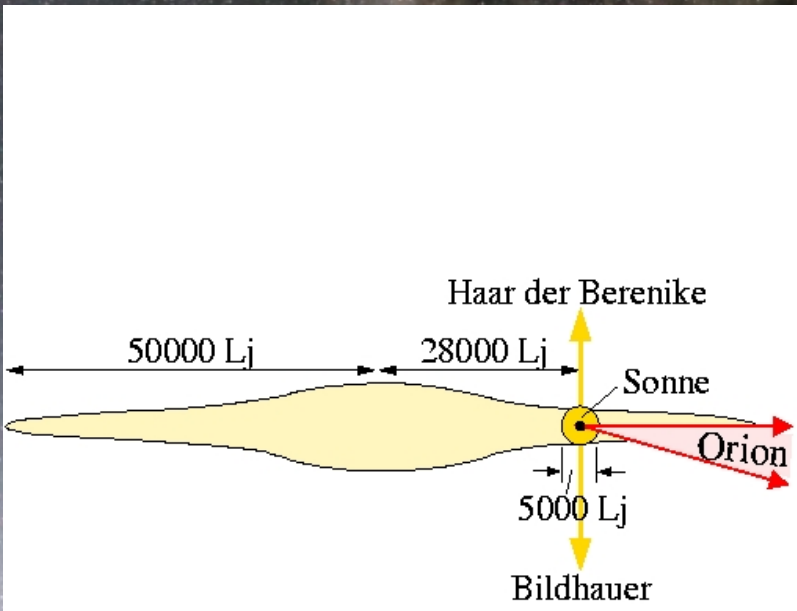 Haar der Berenike
50000 Lj
28000 Lj
Sonne
Orion
5000 Lj
Bildhauer